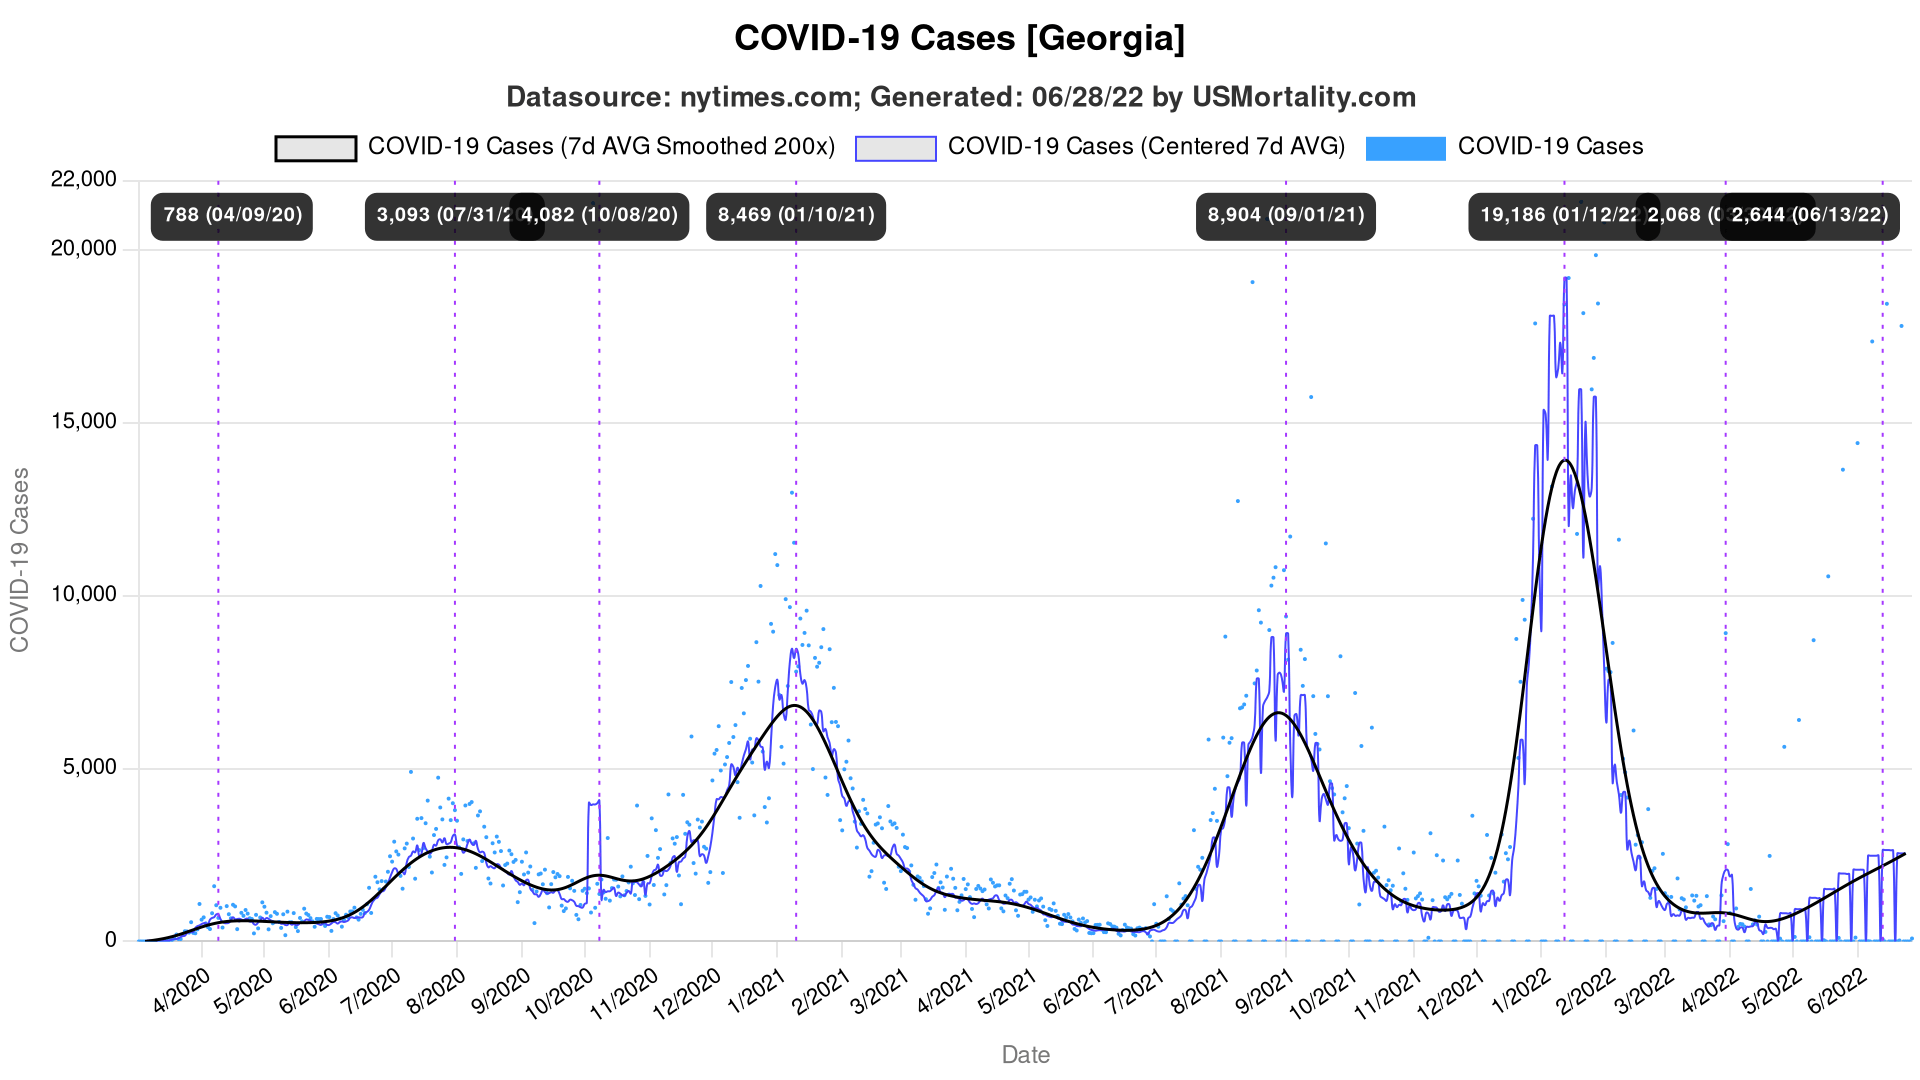 COVID-19 Cases [Georgia]
Datasource: nytimes.com; Generated: 06/28/22 by USMortality.com
COVID-19 Cases (7d AVG Smoothed 200x) COVID-19 Cases (Centered 7d AVG) COVID-19 Cases
22,000
788 (04/09/20) 3,093 (07/31/20 4,082 (10/08/20) 8,469 (01/10/21) 8,904 (09/01/21) 19,186 (01/12/22) 2,068 2,644 (06/13/22)
20,000
15,000
10,000
5,000
0
COVID-19 Cases
4/2020 5/2020 6/2020 7/2020 8/2020 9/2020 10/2020 11/2020 12/2020 1/2021 2/2021 3/2021 4/2021 5/2021 6/2021 7/2021 8/2021 9/2021 10/2021 11/2021 12/2021 1/2022 2/2022 3/2022 4/2022 5/2022 6/2022
Date